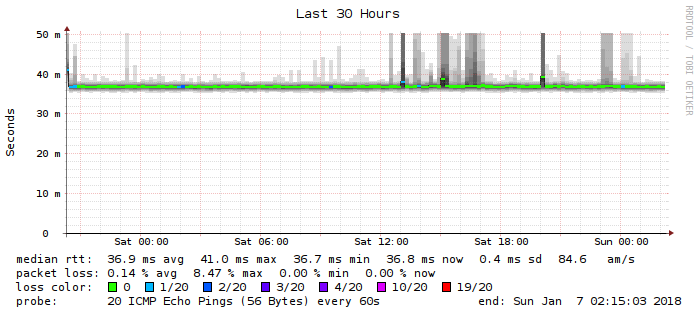 Last 30 Hours
RRDTOOL / TOBI OETIKER
Seconds
50 m
40 m
30 m
20 m
10 m
0
Sat 00:00 Sat 06:00 Sat 12:00 Sat 18:00 Sun 00:00
median rtt: 36.9 ms avg 41.0 ms max 36.7 ms min 36.8 ms now 0.4 ms sd 84.6 am/s
packet loss: 0.14 % avg 8.47 % max 0.00 % min 0.00 % now
loss color: 0 1/20 2/20 3/20 4/20 10/20 19/20
probe: 20 ICMP Echo Pings (56 Bytes) every 60s end: Sun Jan 7 02:15:03 2018